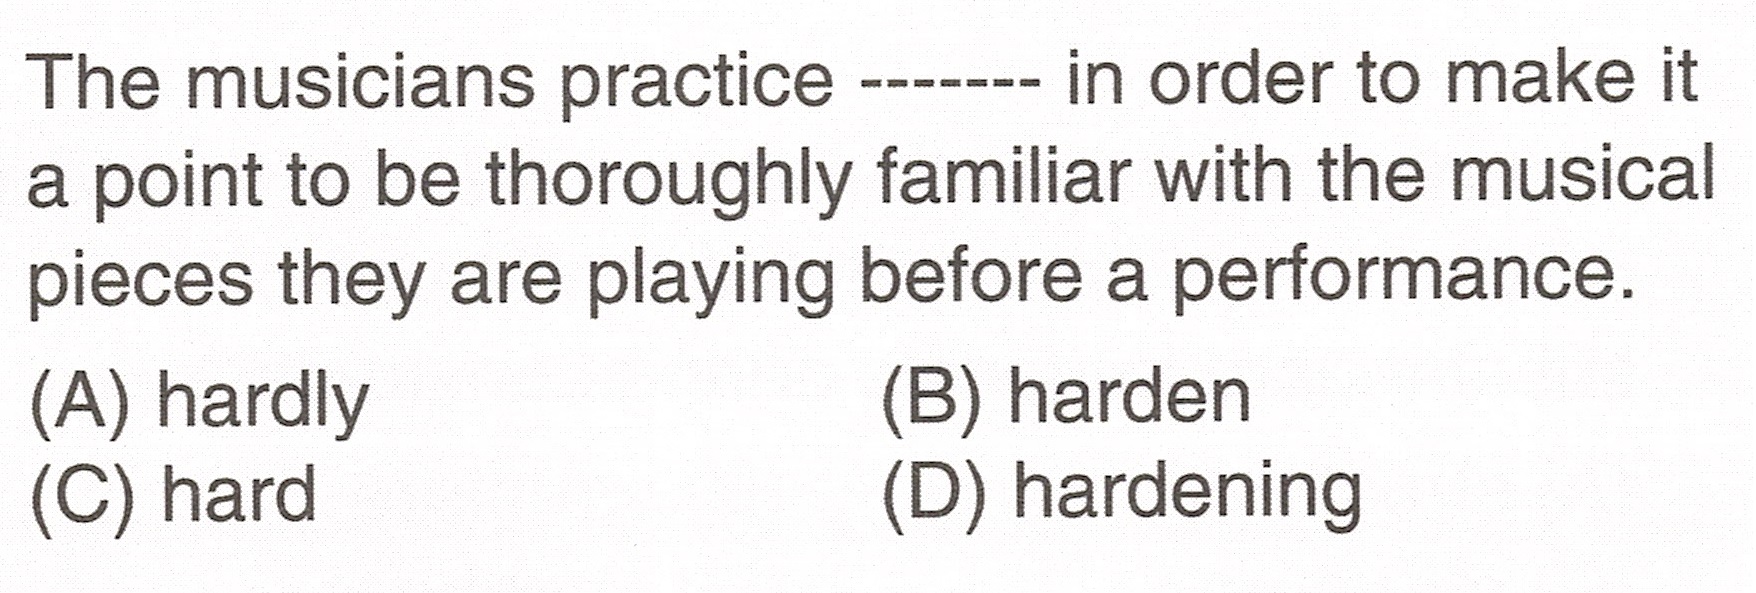 The musicians practice ------- in order to make it
a point to be thoroughly familiar with the musical
pieces they are playing before a performance.
(A) hardly (B) harden
(C) hard (D) hardening